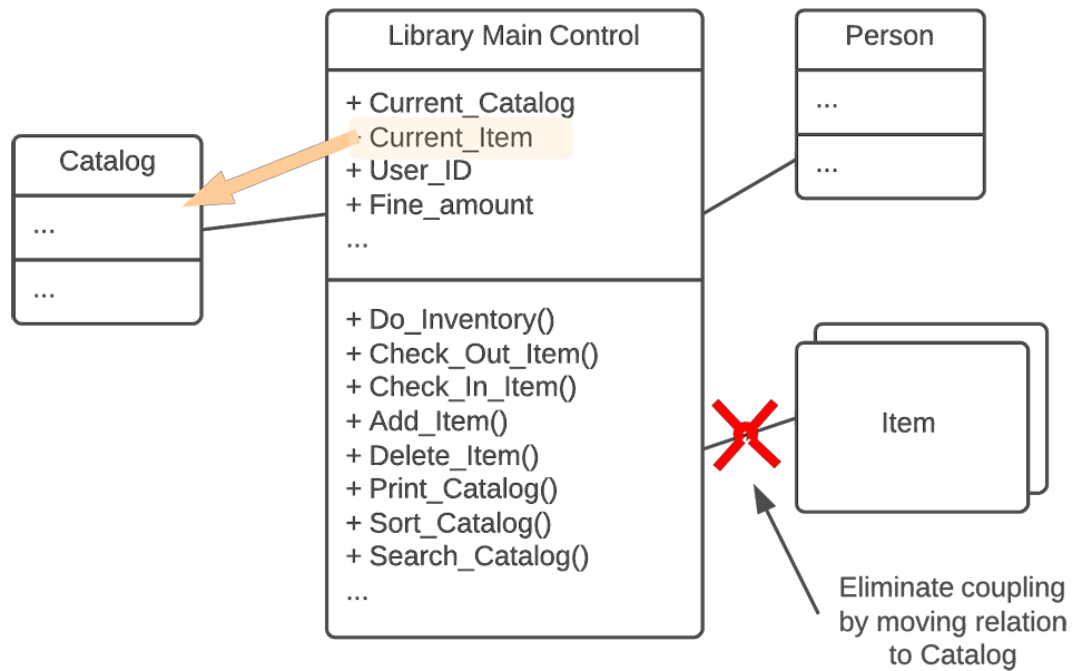 Library Main Control
+ Current_Catalog
+ Current_Item
+ User_ID
+ Fine_amount
...
+ Do_Inventory()
+ Check_Out_Item()
+ Check_In_Item()
+ Add_Item()
+ Delete_Item()
+ Print_Catalog()
+ Sort_Catalog()
+ Search_Catalog()
...
Catalog
...
...
Person
...
...
Item
Eliminate coupling
by moving relation
to Catalog